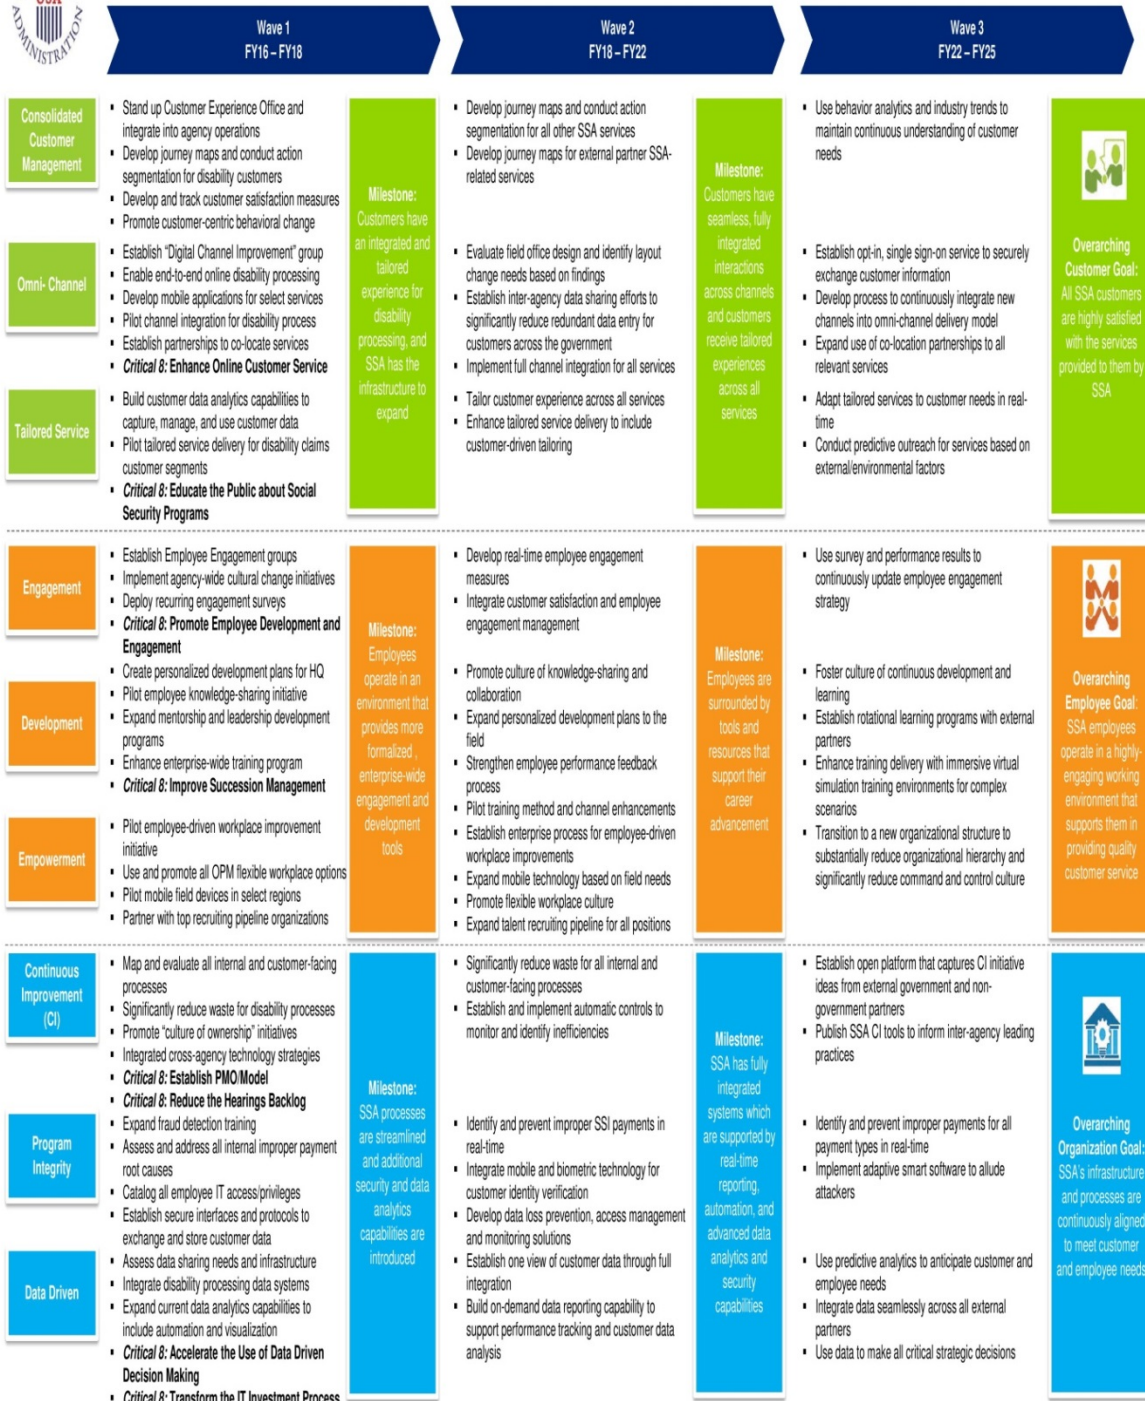 USA
ADMINISTRATION
Wave 1
FY16 – FY18
Wave 2
FY18 – FY22
Wave 3
FY22 – FY25
Consolidated
Customer
Management
▪ Stand up Customer Experience Office and
integrate into agency operations
▪ Develop journey maps and conduct action
segmentation for disability customers
▪ Develop and track customer satisfaction measures
▪ Promote customer-centric behavioral change
▪ Develop journey maps and conduct action
segmentation for all other SSA services
▪ Develop journey maps for external partner SSA-
related services
▪ Use behavior analytics and industry trends to
maintain continuous understanding of customer
needs
Omni- Channel
▪ Establish “Digital Channel Improvement” group
▪ Enable end-to-end online disability processing
▪ Develop mobile applications for select services
▪ Pilot channel integration for disability process
▪ Establish partnerships to co-locate services
▪ Critical 8: Enhance Online Customer Service
▪ Evaluate field office design and identify layout
change needs based on findings
▪ Establish inter-agency data sharing efforts to
significantly reduce redundant data entry for
customers across the government
▪ Implement full channel integration for all services
▪ Establish opt-in, single sign-on service to securely
exchange customer information
▪ Develop process to continuously integrate new
channels into omni-channel delivery model
▪ Expand use of co-location partnerships to all
relevant services
Tailored Service
▪ Build customer data analytics capabilities to
capture, manage, and use customer data
▪ Pilot tailored service delivery for disability claims
customer segments
▪ Critical 8: Educate the Public about Social
Security Programs
▪ Tailor customer experience across all services
▪ Enhance tailored service delivery to include
customer-driven tailoring
▪ Adapt tailored services to customer needs in real-
time
▪ Conduct predictive outreach for services based on
external/environmental factors
Milestone:
Customers have
an integrated and
tailored
experience for
disability
processing, and
SSA has the
infrastructure to
expand
Milestone:
Customers have
seamless, fully
integrated
interactions
across channels
and customers
receive tailored
experiences
across all
services
Overarching
Customer Goal:
All SSA customers
are highly satisfied
with the services
provided to them by
SSA
Engagement
▪ Establish Employee Engagement groups
▪ Implement agency-wide cultural change initiatives
▪ Deploy recurring engagement surveys
▪ Critical 8: Promote Employee Development and
Engagement
▪ Develop real-time employee engagement
measures
▪ Integrate customer satisfaction and employee
engagement management
▪ Use survey and performance results to
continuously update employee engagement
strategy
Development
▪ Create personalized development plans for HQ
▪ Pilot employee knowledge-sharing initiative
▪ Expand mentorship and leadership development
programs
▪ Enhance enterprise-wide training program
▪ Critical 8: Improve Succession Management
▪ Promote culture of knowledge-sharing and
collaboration
▪ Expand personalized development plans to the
field
▪ Strengthen employee performance feedback
process
▪ Pilot training method and channel enhancements
▪ Foster culture of continuous development and
learning
▪ Establish rotational learning programs with external
partners
▪ Enhance training delivery with immersive virtual
simulation training environments for complex
scenarios
Empowerment
▪ Pilot employee-driven workplace improvement
initiative
▪ Use and promote all OPM flexible workplace options
▪ Pilot mobile field devices in select regions
▪ Partner with top recruiting pipeline organizations
▪ Establish enterprise process for employee-driven
workplace improvements
▪ Expand mobile technology based on field needs
▪ Promote flexible workplace culture
▪ Expand talent recruiting pipeline for all positions
▪ Transition to a new organizational structure to
substantially reduce organizational hierarchy and
significantly reduce command and control culture
Milestone:
Employees
operate in an
environment that
provides more
formalized ,
enterprise-wide
engagement and
development
tools
Milestone:
Employees are
surrounded by
tools and
resources that
support their
career
advancement
Overarching
Employee Goal:
SSA employees
operate in a highly-
engaging working
environment that
supports them in
providing quality
customer service
Continuous
Improvement
(CI)
▪ Map and evaluate all internal and customer-facing
processes
▪ Significantly reduce waste for disability processes
▪ Promote “culture of ownership” initiatives
▪ Integrated cross-agency technology strategies
▪ Critical 8: Establish PMO/Model
▪ Critical 8: Reduce the Hearings Backlog
▪ Significantly reduce waste for all internal and
customer-facing processes
▪ Establish and implement automatic controls to
monitor and identify inefficiencies
▪ Establish open platform that captures CI initiative
ideas from external government and non-
government partners
▪ Publish SSA CI tools to inform inter-agency leading
practices
Program
Integrity
▪ Expand fraud detection training
▪ Assess and address all internal improper payment
root causes
▪ Catalog all employee IT access/privileges
▪ Establish secure interfaces and protocols to
exchange and store customer data
▪ Identify and prevent improper SSI payments in
real-time
▪ Integrate mobile and biometric technology for
customer identity verification
▪ Develop data loss prevention, access management
and monitoring solutions
▪ Identify and prevent improper payments for all
payment types in real-time
▪ Implement adaptive smart software to allude
attackers
Data Driven
▪ Assess data sharing needs and infrastructure
▪ Integrate disability processing data systems
▪ Expand current data analytics capabilities to
include automation and visualization
▪ Critical 8: Accelerate the Use of Data Driven
Decision Making
▪ Critical 8: Transform the IT Investment Process
▪ Establish one view of customer data through full
integration
▪ Build on-demand data reporting capability to
support performance tracking and customer data
analysis
▪ Use predictive analytics to anticipate customer and
employee needs
▪ Integrate data seamlessly across all external
partners
▪ Use data to make all critical strategic decisions
Milestone:
SSA processes
are streamlined
and additional
security and data
analytics
capabilities are
introduced
Milestone:
SSA has fully
integrated
systems which
are supported by
real-time
reporting,
automation, and
advanced data
analytics and
security
capabilities
Overarching
Organization Goal:
SSA's infrastructure
and processes are
continuously aligned
to meet customer
and employee needs